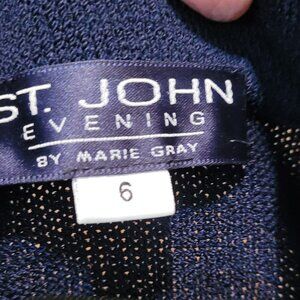 ST. JOHN
EVENING
BY MARIE GRAY
6